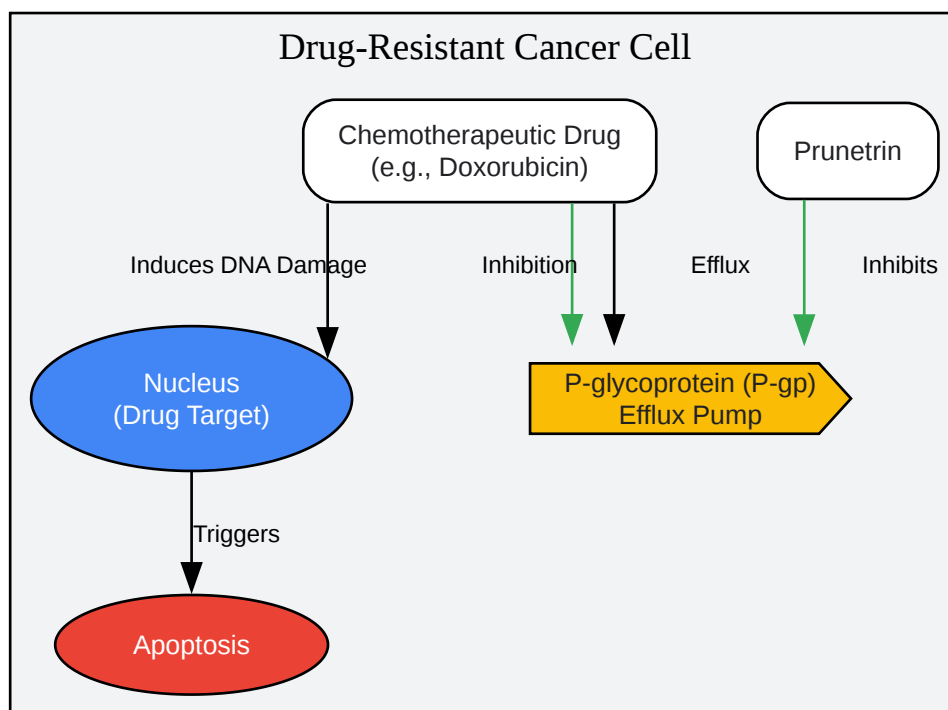 Drug-Resistant Cancer Cell
Chemotherapeutic Drug
(e.g., Doxorubicin)
Prunetrin
Induces DNA Damage
Inhibition
Efflux
Inhibits
Nucleus
(Drug Target)
P-glycoprotein (P-gp)
Efflux Pump
Triggers
Apoptosis